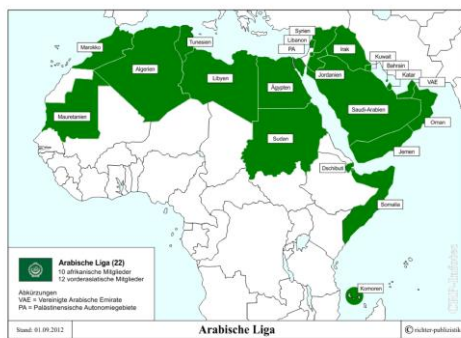 Syrien
Tunesien
Libanon
Marokko
PA
Irak
Kuwait
Bahrain
Algerien
Libyen
Jordanien
Katar
Ägypten
VAE
Saudi-Arabien
Mauretanien
Oman
Sudan
Jemen
Dschibuti
Somalia
Komoren
Arabische Liga (22)
10 afrikanische Mitglieder
12 vorderasiatische Mitglieder
Abkürzungen
VAE = Vereinigte Arabische Emirate
PA = Palästinensische Autonomiegebiete
Stand: 01.09.2012
Arabische Liga
© richter-publizistik